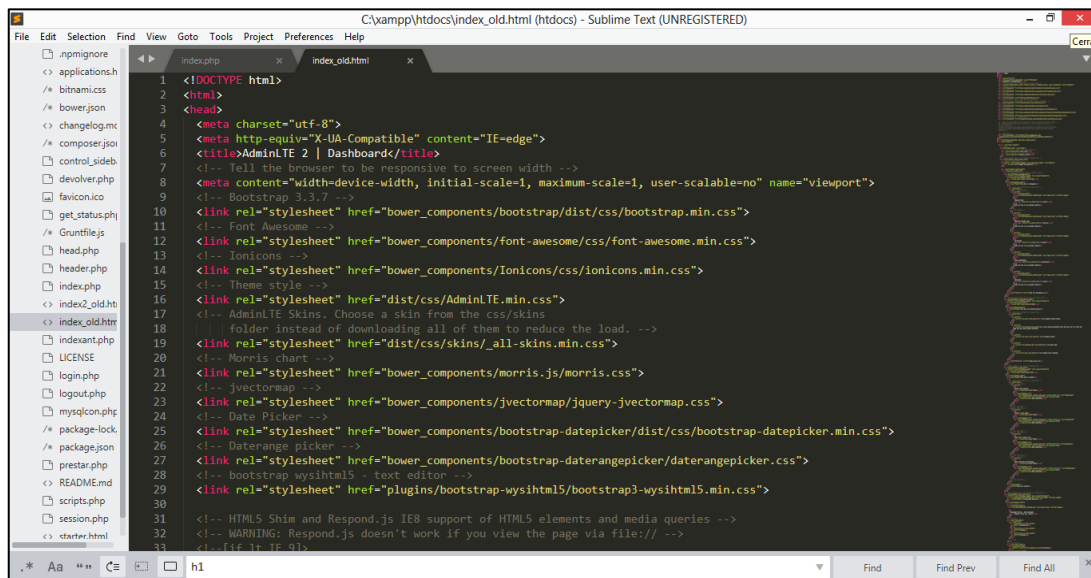 C:\xampp\htdocs\index_old.html (htdocs) - Sublime Text (UNREGISTERED)
File Edit Selection Find View Goto Tools Project Preferences Help
Cerra
.npmignore
applications.h
bitnami.css
bower.json
changelog.mc
composer.jsor
control_sideb
devolver.php
favicon.ico
get_status.ph
Gruntfile.js
head.php
header.php
index.php
index2_old.ht
index_old.htm
indexant.php
LICENSE
login.php
logout.php
mysqlcon.php
package-lock.
package.json
prestar.php
README.md
scripts.php
session.php
starter.html
index.php index_old.html
1 <!DOCTYPE html>
2 <html>
3 <head>
4 <meta charset="utf-8">
5 <meta http-equiv="X-UA-Compatible" content="IE=edge">
6 <title>AdminLTE 2 | Dashboard</title>
7 <!-- Tell the browser to be responsive to screen width -->
8 <meta content="width=device-width, initial-scale=1, maximum-scale=1, user-scalable=no" name="viewport">
9 <!-- Bootstrap 3.3.7 -->
10 <link rel="stylesheet" href="bower_components/bootstrap/dist/css/bootstrap.min.css">
11 <!-- Font Awesome -->
12 <link rel="stylesheet" href="bower_components/font-awesome/css/font-awesome.min.css">
13 <!-- Ionicons -->
14 <link rel="stylesheet" href="bower_components/Ionicons/css/ionicons.min.css">
15 <!-- Theme style -->
16 <link rel="stylesheet" href="dist/css/AdminLTE.min.css">
17 <!-- AdminLTE Skins. Choose a skin from the css/skins
18 folder instead of downloading all of them to reduce the load. -->
19 <link rel="stylesheet" href="dist/css/skins/_all-skins.min.css">
20 <!-- Morris chart -->
21 <link rel="stylesheet" href="bower_components/morris.js/morris.css">
22 <!-- jvectormap -->
23 <link rel="stylesheet" href="bower_components/jvectormap/jquery-jvectormap.css">
24 <!-- Date Picker -->
25 <link rel="stylesheet" href="bower_components/bootstrap-datepicker/dist/css/bootstrap-datepicker.min.css">
26 <!-- Daterange picker -->
27 <link rel="stylesheet" href="bower_components/bootstrap-daterangepicker/daterangepicker.css">
28 <!-- bootstrap wysihtml5 - text editor -->
29 <link rel="stylesheet" href="plugins/bootstrap-wysihtml5/bootstrap3-wysihtml5.min.css">
30
31 <!-- HTML5 Shim and Respond.js IE8 support of HTML5 elements and media queries -->
32 <!-- WARNING: Respond.js doesn't work if you view the page via file:// -->
33 <!--[if lt IE 9]>
.* Aa "" h1 Find Find Prev Find All